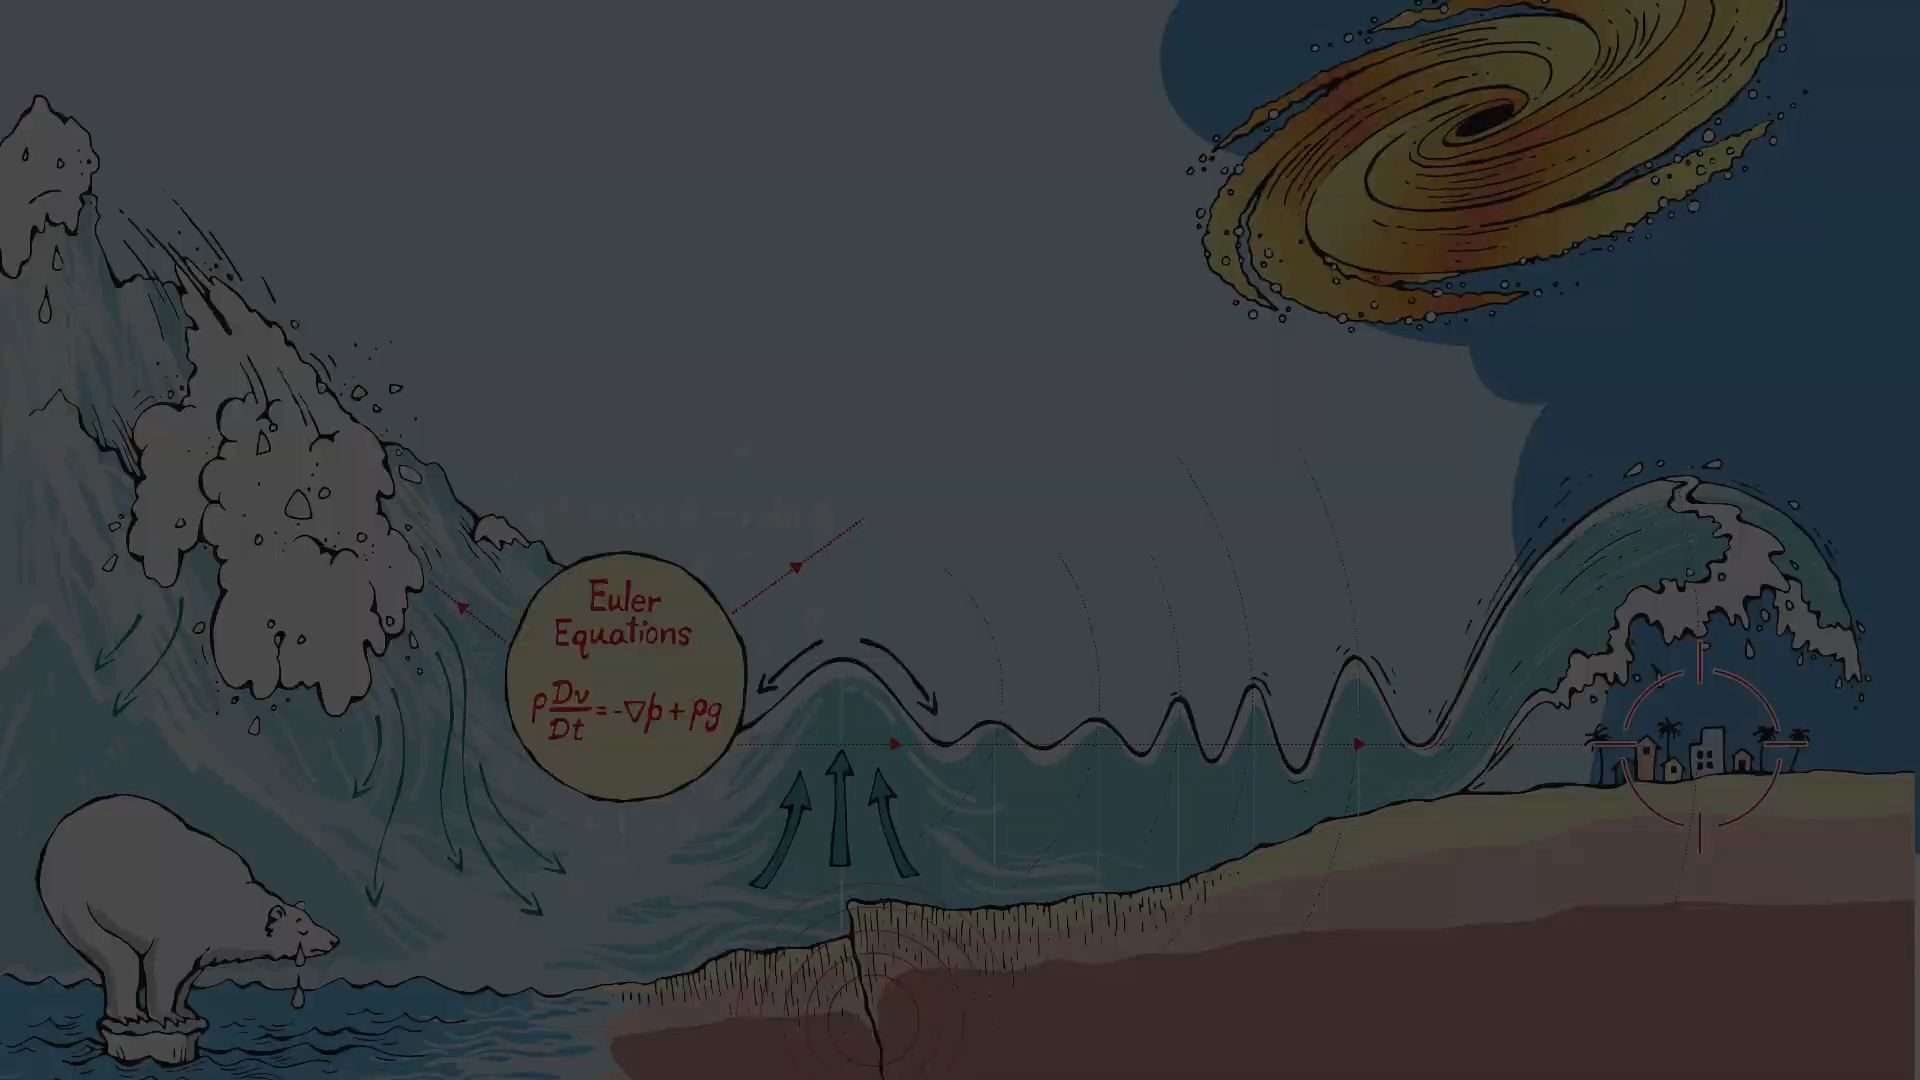 Euler
Equations
ρ Dv/Dt = -∇p + ρg